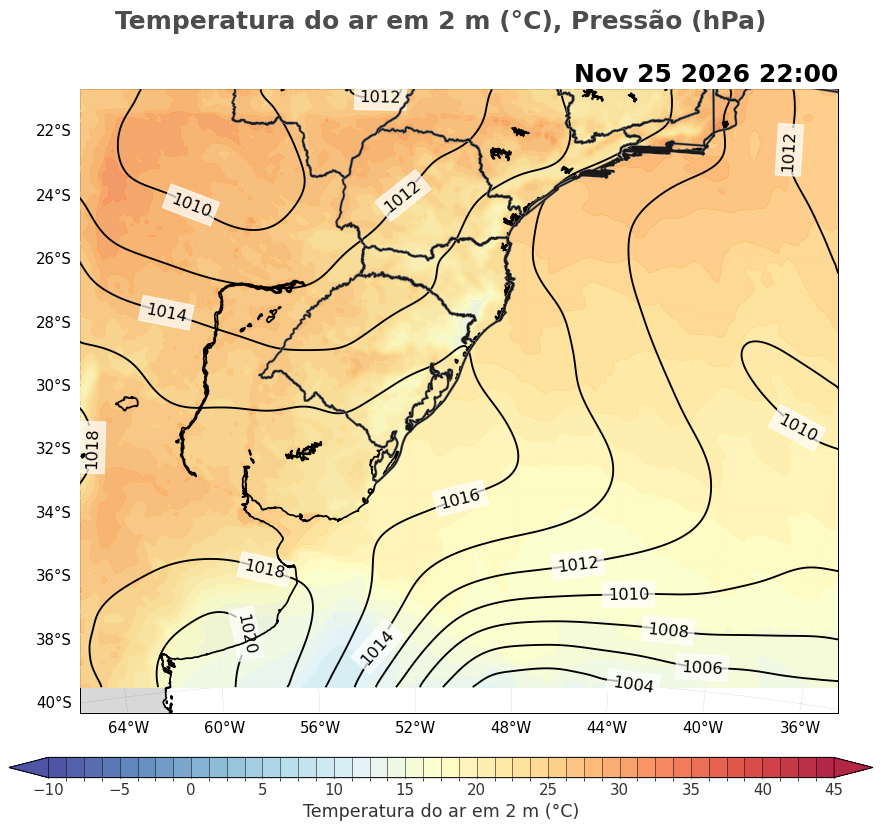 Temperatura do ar em 2 m (°C), Pressão (hPa)
Nov 25 2026 22:00
1012
22°S
1012
24°S
1012
1010
26°S
1014
28°S
30°S
1010
32°S
1018
1016
34°S
1018
1012
36°S
1010
1020
1008
38°S
1014
1006
1004
40°S
64°W 60°W 56°W 52°W 48°W 44°W 40°W 36°W
−10 −5 0 5 10 15 20 25 30 35 40 45
Temperatura do ar em 2 m (°C)